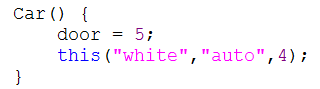 Car() {
    door = 5;
    this("white","auto",4);
}